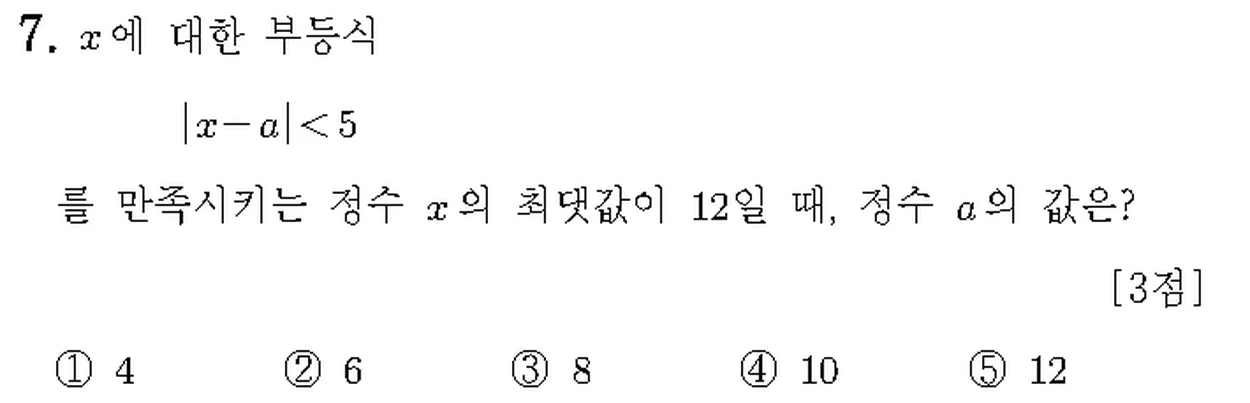 7. x에 대한 부등식
|x-a|<5
를 만족시키는 정수 x의 최댓값이 12일 때, 정수 a의 값은?
[3점]
① 4 ② 6 ③ 8 ④ 10 ⑤ 12